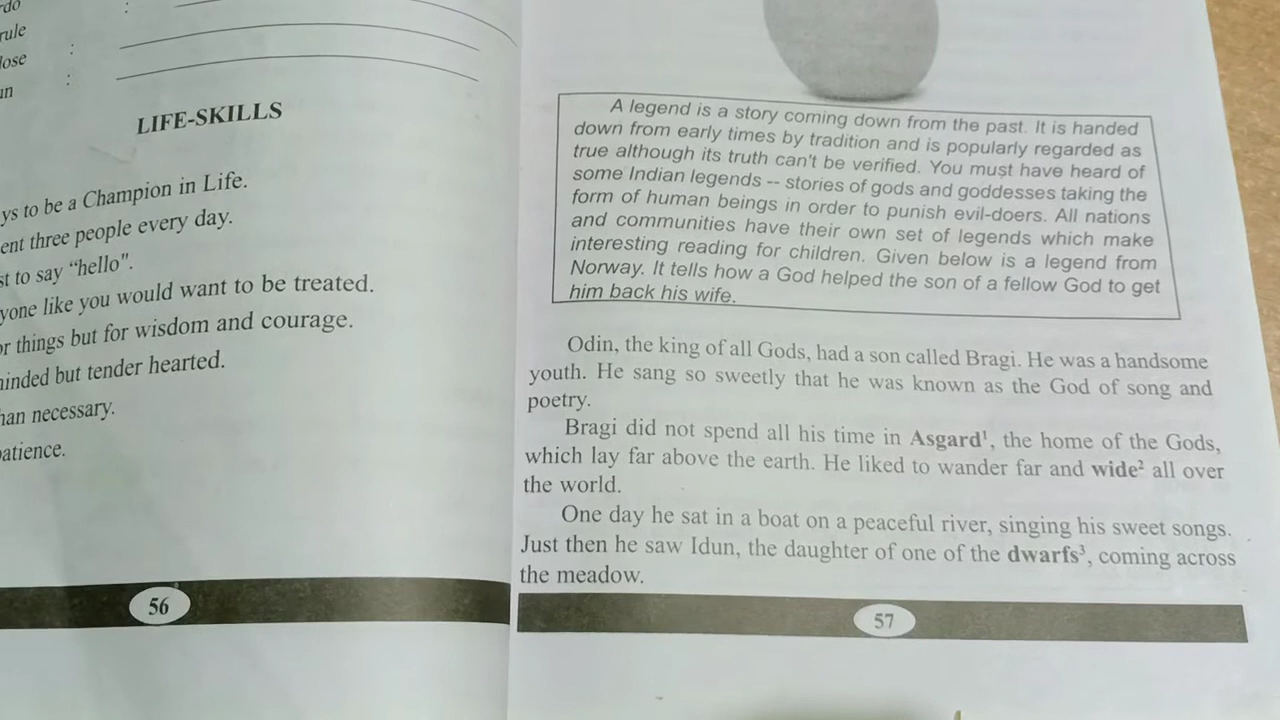 rule
:
:
:
LIFE-SKILLS
to be a Champion in Life.
three people every day.
to say “hello".
like you would want to be treated.
things but for wisdom and courage.
but tender hearted.
necessary.
56
A legend is a story coming down from the past. It is handed
down from early times by tradition and is popularly regarded as
true although its truth can't be verified. You must have heard of
some Indian legends -- stories of gods and goddesses taking the
form of human beings in order to punish evil-doers. All nations
and communities have their own set of legends which make
interesting reading for children. Given below is a legend from
Norway. It tells how a God helped the son of a fellow God to get
him back his wife.
Odin, the king of all Gods, had a son called Bragi. He was a handsome
youth. He sang so sweetly that he was known as the God of song and
poetry.
Bragi did not spend all his time in Asgard¹, the home of the Gods,
which lay far above the earth. He liked to wander far and wide² all over
the world.
One day he sat in a boat on a peaceful river, singing his sweet songs.
Just then he saw Idun, the daughter of one of the dwarfs³, coming across
the meadow.
57